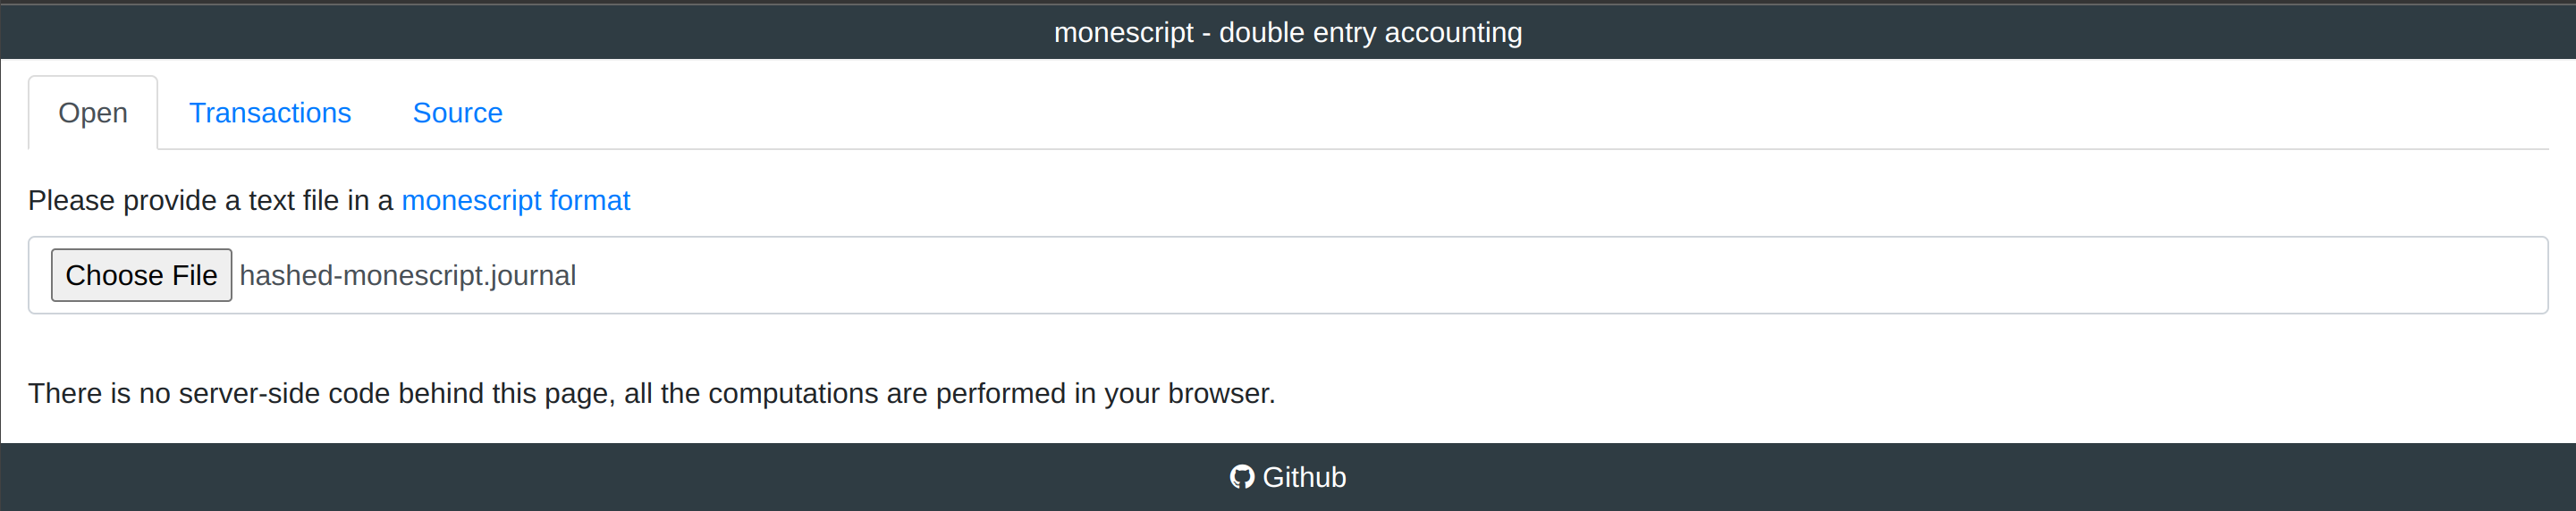 monescript - double entry accounting
Open Transactions Source
Please provide a text file in a monescript format
Choose File hashed-monescript.journal
There is no server-side code behind this page, all the computations are performed in your browser.
Github